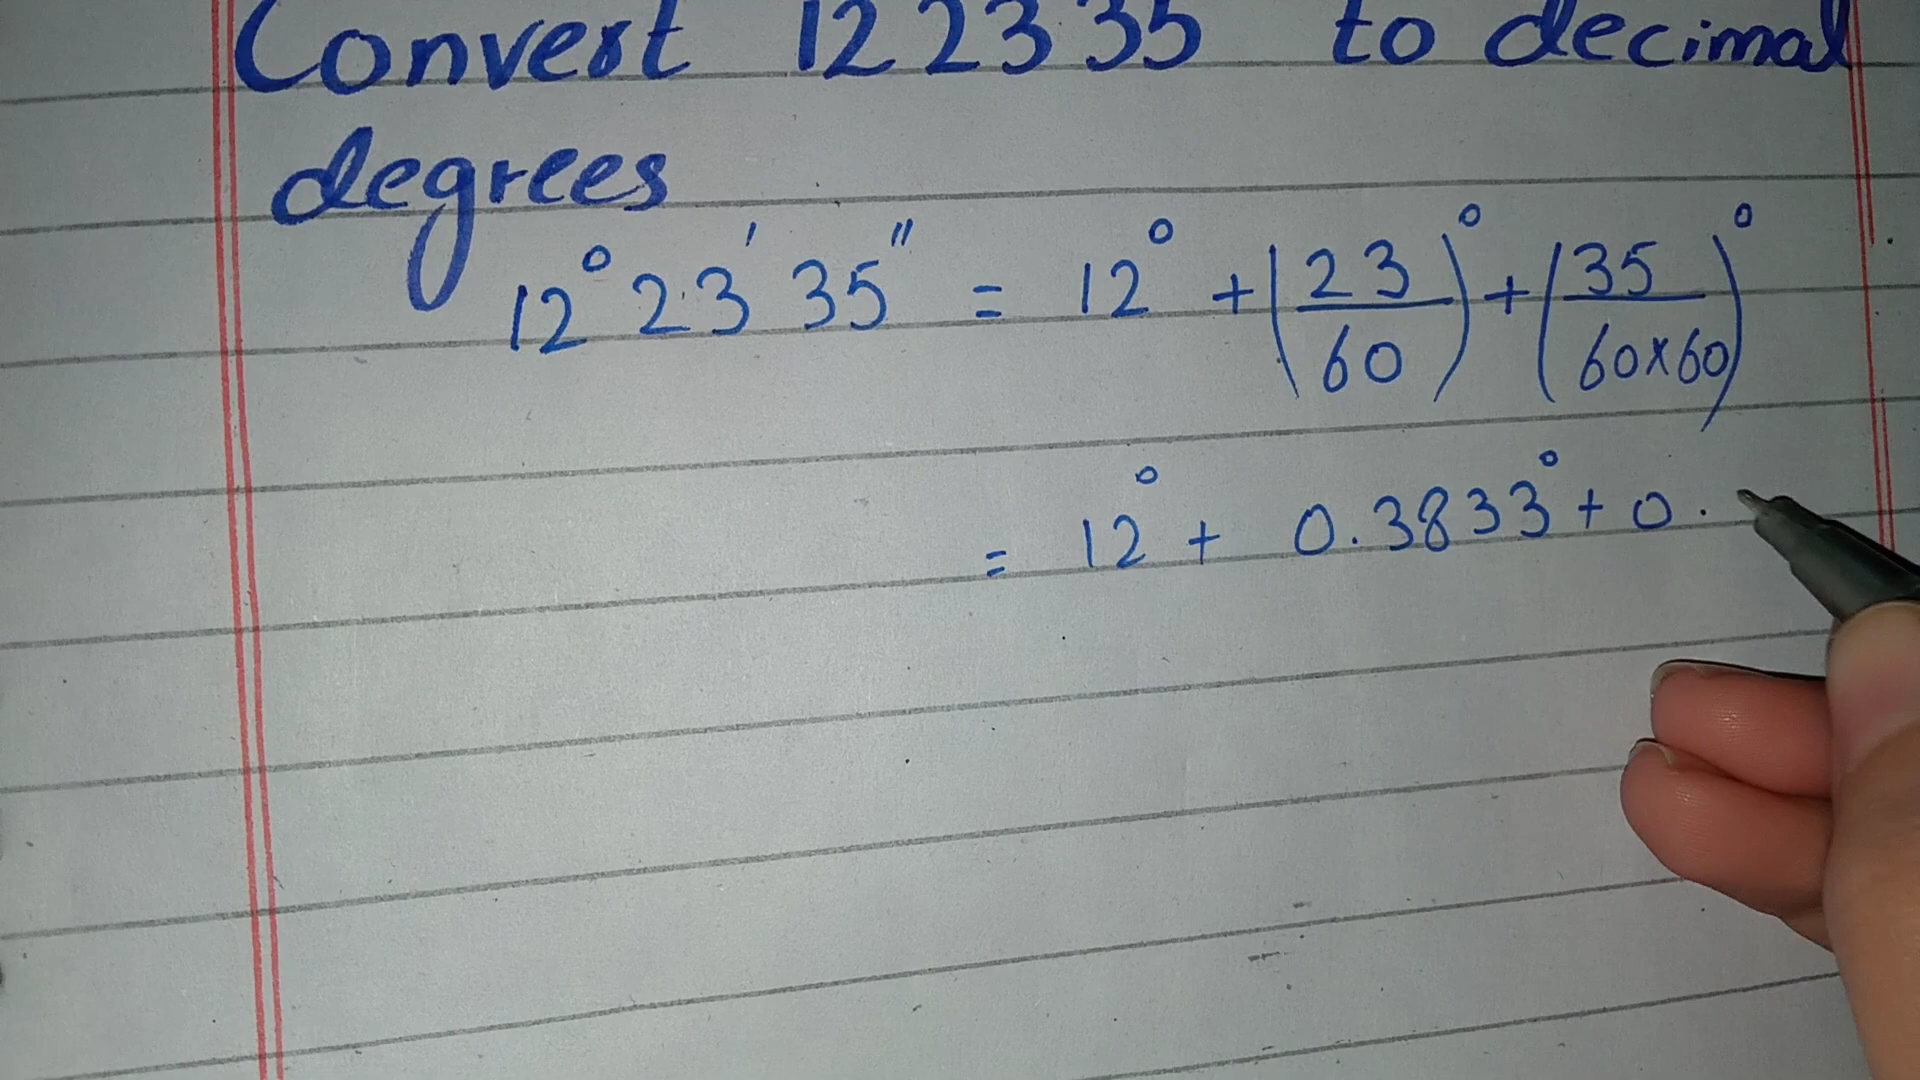 Convert 12 23 35 to decimal
degrees
12° 23' 35" = 12° + (23/60)° + (35/60×60)°
= 12° + 0.3833° + 0.